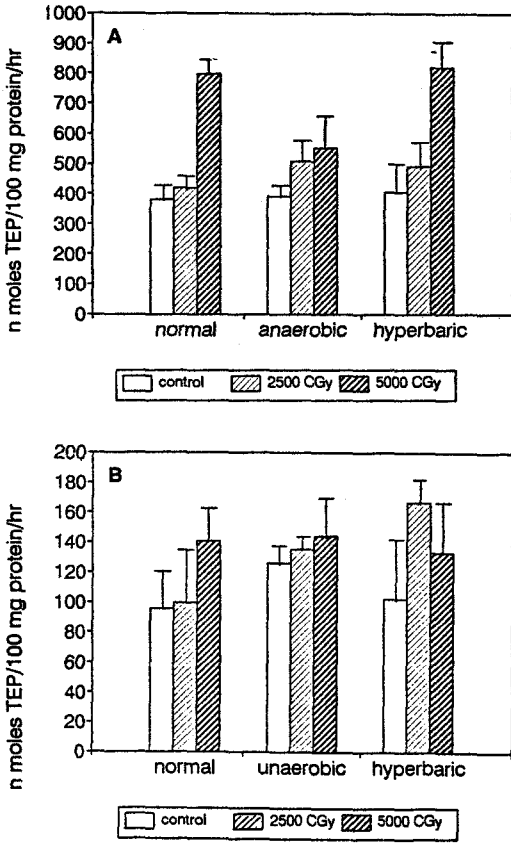 A
n moles TEP/100 mg protein/hr
1000
900
800
700
600
500
400
300
200
100
0
normal anaerobic hyperbaric
control 2500 CGy 5000 CGy
B
n moles TEP/100 mg protein/hr
200
180
160
140
120
100
80
60
40
20
0
normal unaerobic hyperbaric
control 2500 CGy 5000 CGy